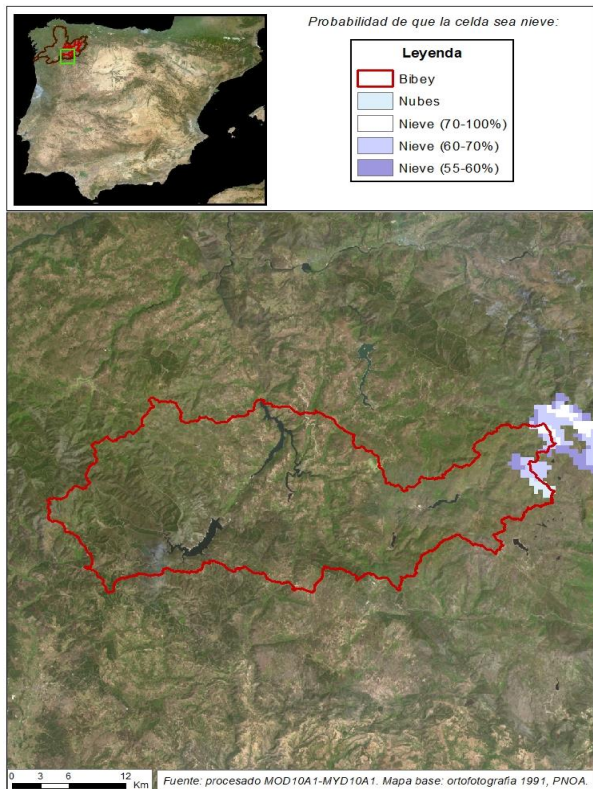 Probabilidad de que la celda sea nieve:
Leyenda
Bibey
Nubes
Nieve (70-100%)
Nieve (60-70%)
Nieve (55-60%)
0 3 6 12
Km
Fuente: procesado MOD10A1-MYD10A1. Mapa base: ortofotografia 1991, PNOA.